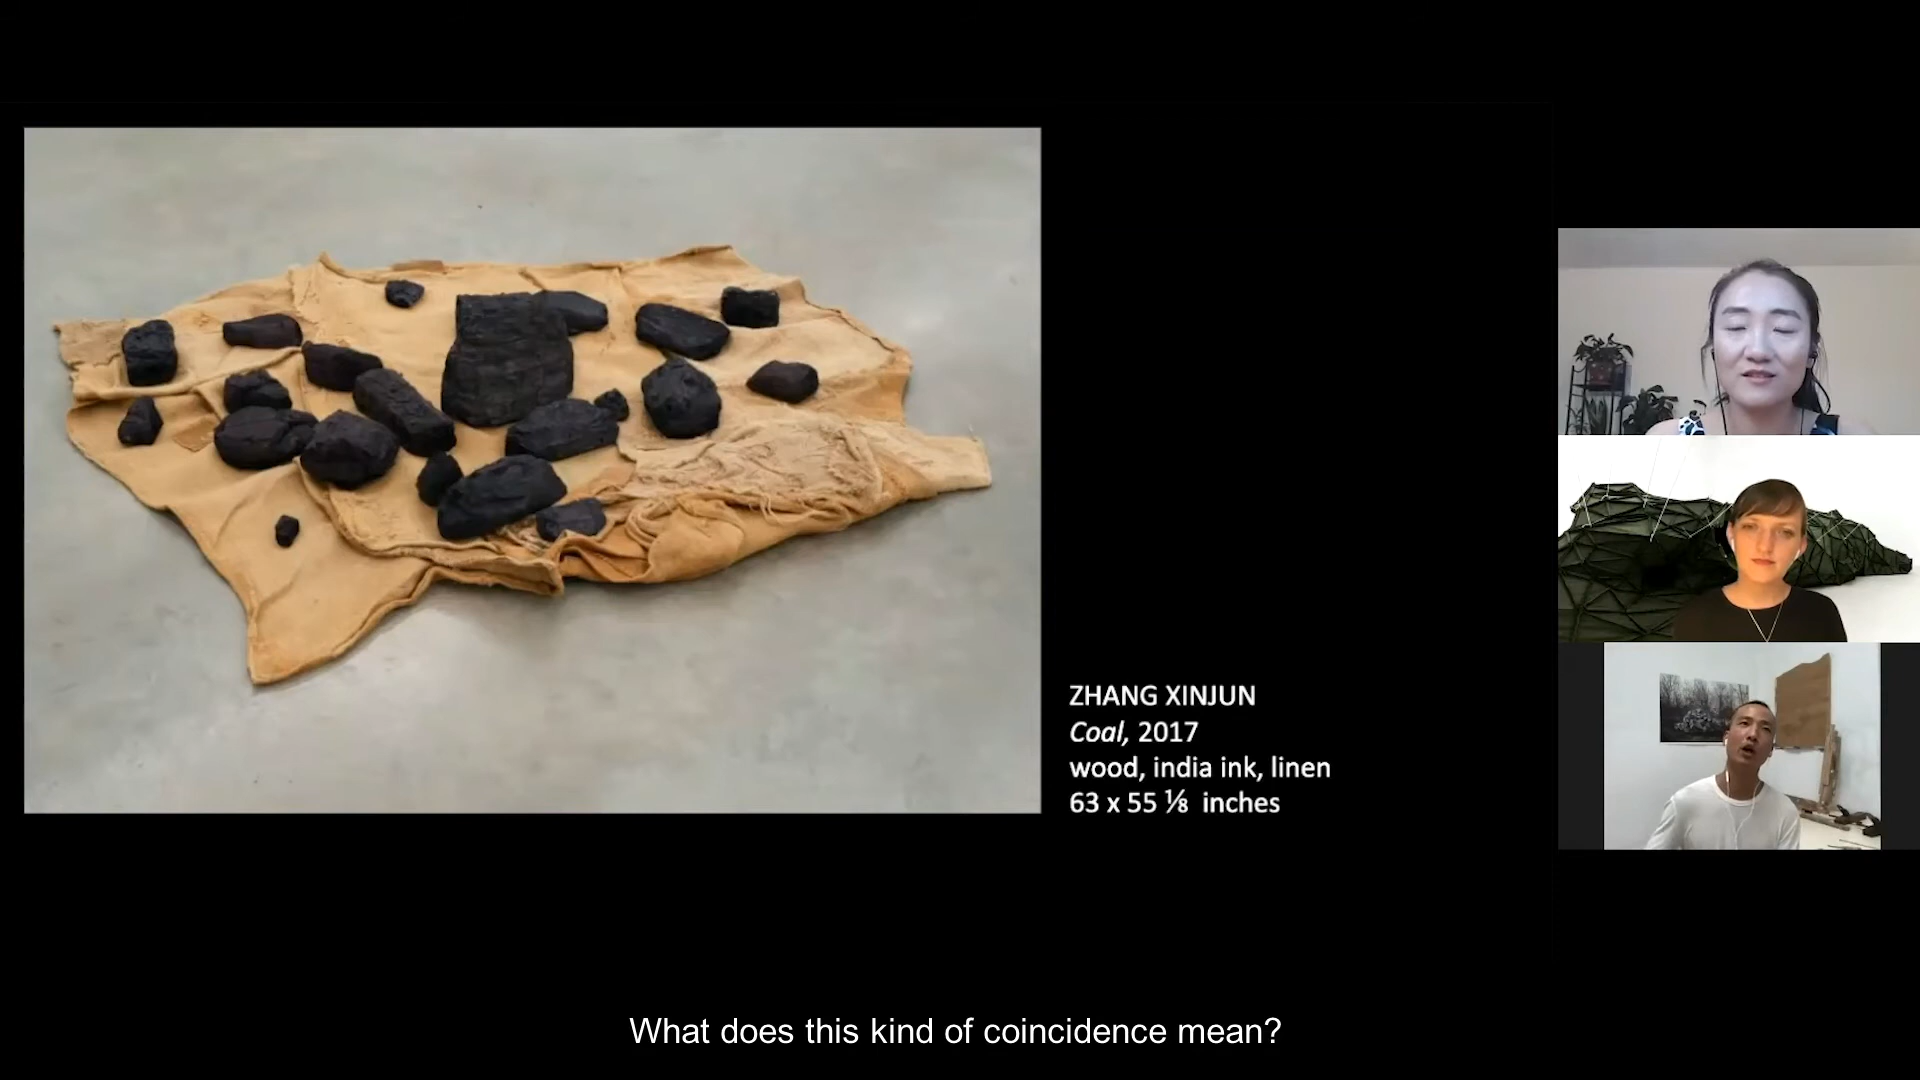 ZHANG XINJUN
Coal, 2017
wood, india ink, linen
63 x 55 ⅛ inches
What does this kind of coincidence mean?